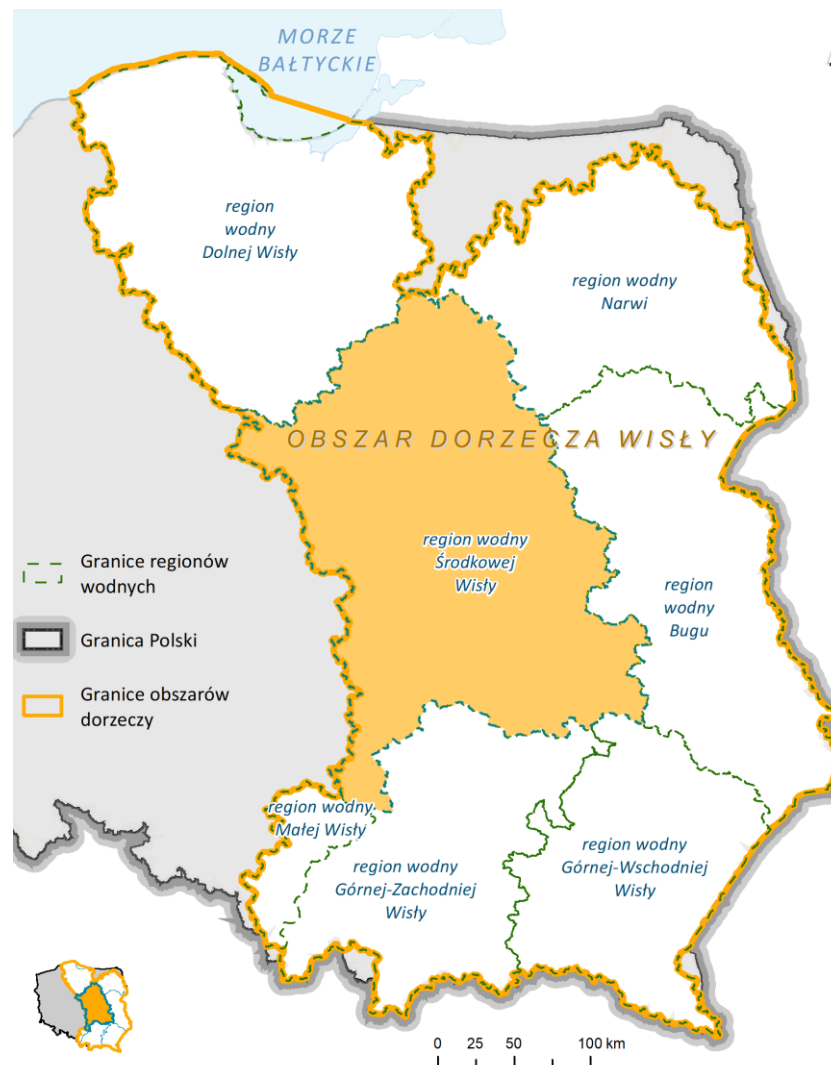 MORZE
BAŁTYCKIE
region
wodny
Dolnej Wisły
region wodny
Narwi
OBSZAR DORZECZA WISŁY
region wodny
Środkowej
Wisły
region
wodny
Bugu
Granice regionów
wodnych
Granica Polski
Granice obszarów
dorzeczy
region wodny
Małej Wisły
region wodny
Górnej-Zachodniej
Wisły
region wodny
Górnej-Wschodniej
Wisły
0 25 50 100 km